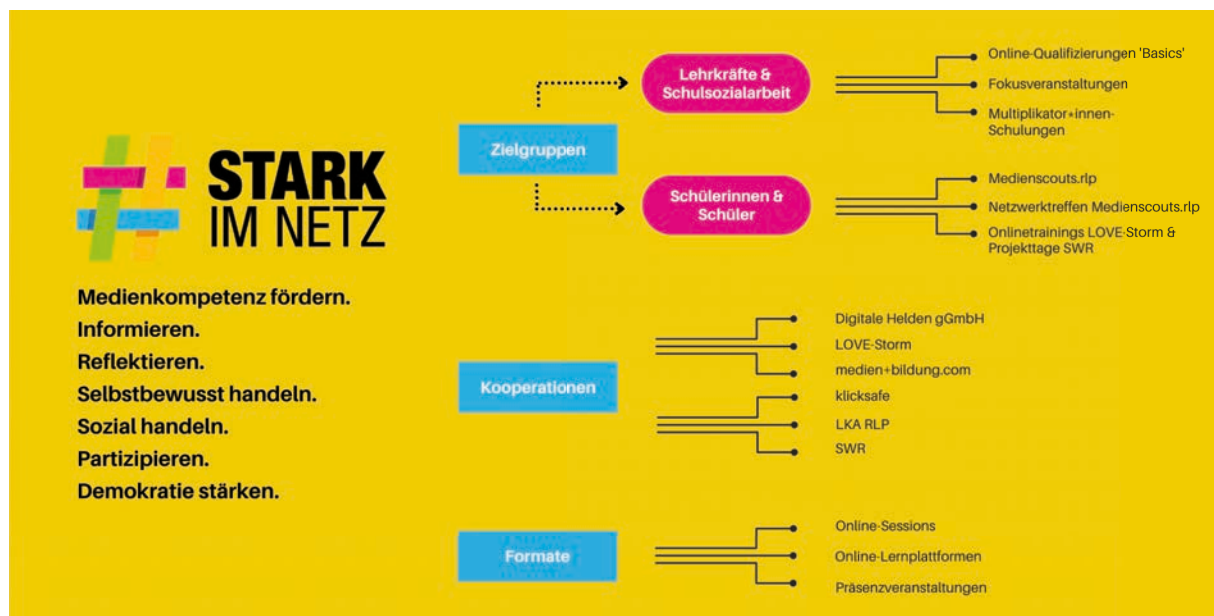 # STARK
IM NETZ
Medienkompetenz fördern.
Informieren.
Reflektieren.
Selbstbewusst handeln.
Sozial handeln.
Partizipieren.
Demokratie stärken.
Zielgruppen
Lehrkräfte &
Schulsozialarbeit
Online-Qualifizierungen 'Basics'
Fokusveranstaltungen
Multiplikator*innen-
Schulungen
Schülerinnen &
Schüler
Medienscouts.rlp
Netzwerktreffen Medienscouts.rlp
Onlinetrainings LOVE-Storm &
Projekttage SWR
Kooperationen
Digitale Helden gGmbH
LOVE-Storm
medien+bildung.com
klicksafe
LKA RLP
SWR
Formate
Online-Sessions
Online-Lernplattformen
Präsenzveranstaltungen